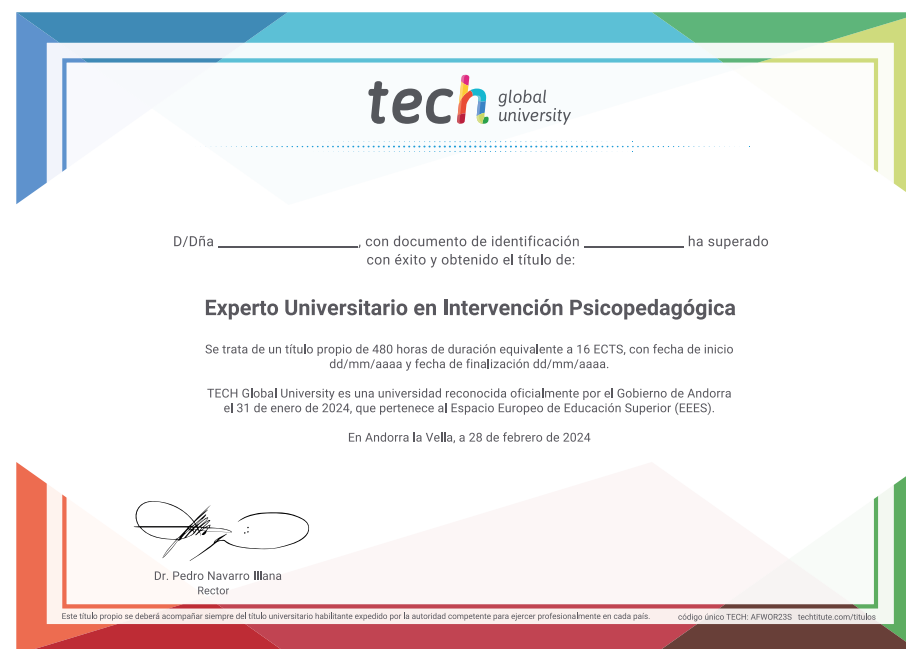 tech global university
D/Dña ____________________, con documento de identificación ______________ ha superado
con éxito y obtenido el título de:
Experto Universitario en Intervención Psicopedagógica
Se trata de un título propio de 480 horas de duración equivalente a 16 ECTS, con fecha de inicio
dd/mm/aaaa y fecha de finalización dd/mm/aaaa.
TECH Global University es una universidad reconocida oficialmente por el Gobierno de Andorra
el 31 de enero de 2024, que pertenece al Espacio Europeo de Educación Superior (EEES).
En Andorra la Vella, a 28 de febrero de 2024
Dr. Pedro Navarro Illana
Rector
Este título propio se deberá acompañar siempre del título universitario habilitante expedido por la autoridad competente para ejercer profesionalmente en cada país. código único TECH: AFWOR23S techtitute.com/titulos